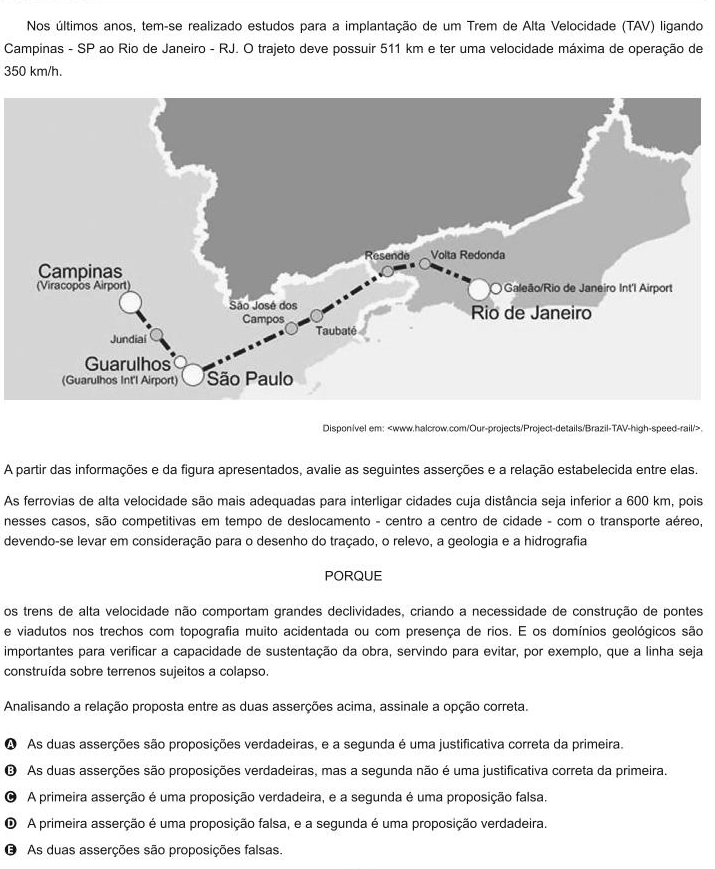 Nos últimos anos, tem-se realizado estudos para a implantação de um Trem de Alta Velocidade (TAV) ligando
Campinas - SP ao Rio de Janeiro - RJ. O trajeto deve possuir 511 km e ter uma velocidade máxima de operação de
350 km/h.
Resende
Volta Redonda
Campinas
(Viracopos Airport)
Galeão/Rio de Janeiro Int'l Airport
São José dos
Campos
Rio de Janeiro
Taubaté
Jundiaí
Guarulhos
(Guarulhos Int'l Airport)
São Paulo
Disponível em: <www.halcrow.com/Our-projects/Project-details/Brazil-TAV-high-speed-rail/>.
A partir das informações e da figura apresentados, avalie as seguintes asserções e a relação estabelecida entre elas.
As ferrovias de alta velocidade são mais adequadas para interligar cidades cuja distância seja inferior a 600 km, pois
nesses casos, são competitivas em tempo de deslocamento - centro a centro de cidade - com o transporte aéreo,
devendo-se levar em consideração para o desenho do traçado, o relevo, a geologia e a hidrografia
PORQUE
os trens de alta velocidade não comportam grandes declividades, criando a necessidade de construção de pontes
e viadutos nos trechos com topografia muito acidentada ou com presença de rios. E os domínios geológicos são
importantes para verificar a capacidade de sustentação da obra, servindo para evitar, por exemplo, que a linha seja
construída sobre terrenos sujeitos a colapso.
Analisando a relação proposta entre as duas asserções acima, assinale a opção correta.
A As duas asserções são proposições verdadeiras, e a segunda é uma justificativa correta da primeira.
B As duas asserções são proposições verdadeiras, mas a segunda não é uma justificativa correta da primeira.
C A primeira asserção é uma proposição verdadeira, e a segunda é uma proposição falsa.
D A primeira asserção é uma proposição falsa, e a segunda é uma proposição verdadeira.
E As duas asserções são proposições falsas.